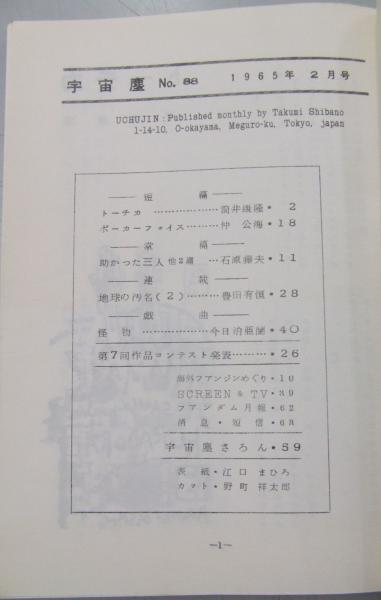 宇宙塵 No. 88 1965年 2月号
UCHUJIN : Published monthly by Takumi Shibano
1-14-10, O-okayama, Meguro-ku, Tokyo, japan
—— 短 篇 ——
トーチカ ……………… 筒井俊隆・ 2
ポーカーフェイス ……… 仲 公海・18
—— 掌 篇 ——
助かった三人 他2篇 …… 石原藤夫・11
—— 連 載 ——
地球の汚名(2) ……… 豊田有恒・28
—— 戯 曲 ——
怪 物 ……………… 今日泊亜蘭・40
第7回作品コンテスト発表 ………・26
海外ファンジンめぐり・10
SCREEN & TV・39
ファンダム月報・62
消 息 ・ 短 信・63
宇宙塵さろん・59
表 紙・江口 まひろ
カット・野町 祥太郎
—1—